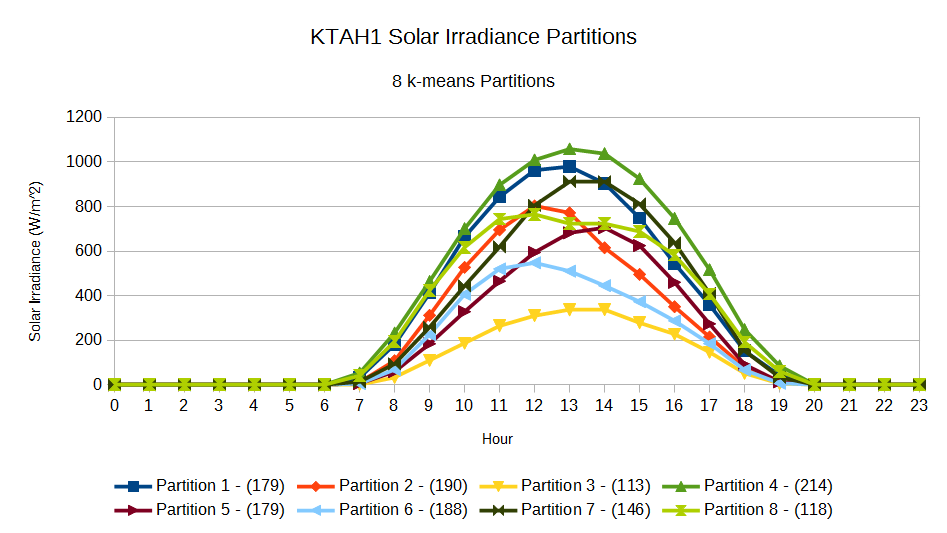 KTAH1 Solar Irradiance Partitions
8 k-means Partitions
Solar Irradiance (W/m^2)
1200
1000
800
600
400
200
0
0 1 2 3 4 5 6 7 8 9 10 11 12 13 14 15 16 17 18 19 20 21 22 23
Hour
Partition 1 - (179) Partition 2 - (190) Partition 3 - (113) Partition 4 - (214)
Partition 5 - (179) Partition 6 - (188) Partition 7 - (146) Partition 8 - (118)